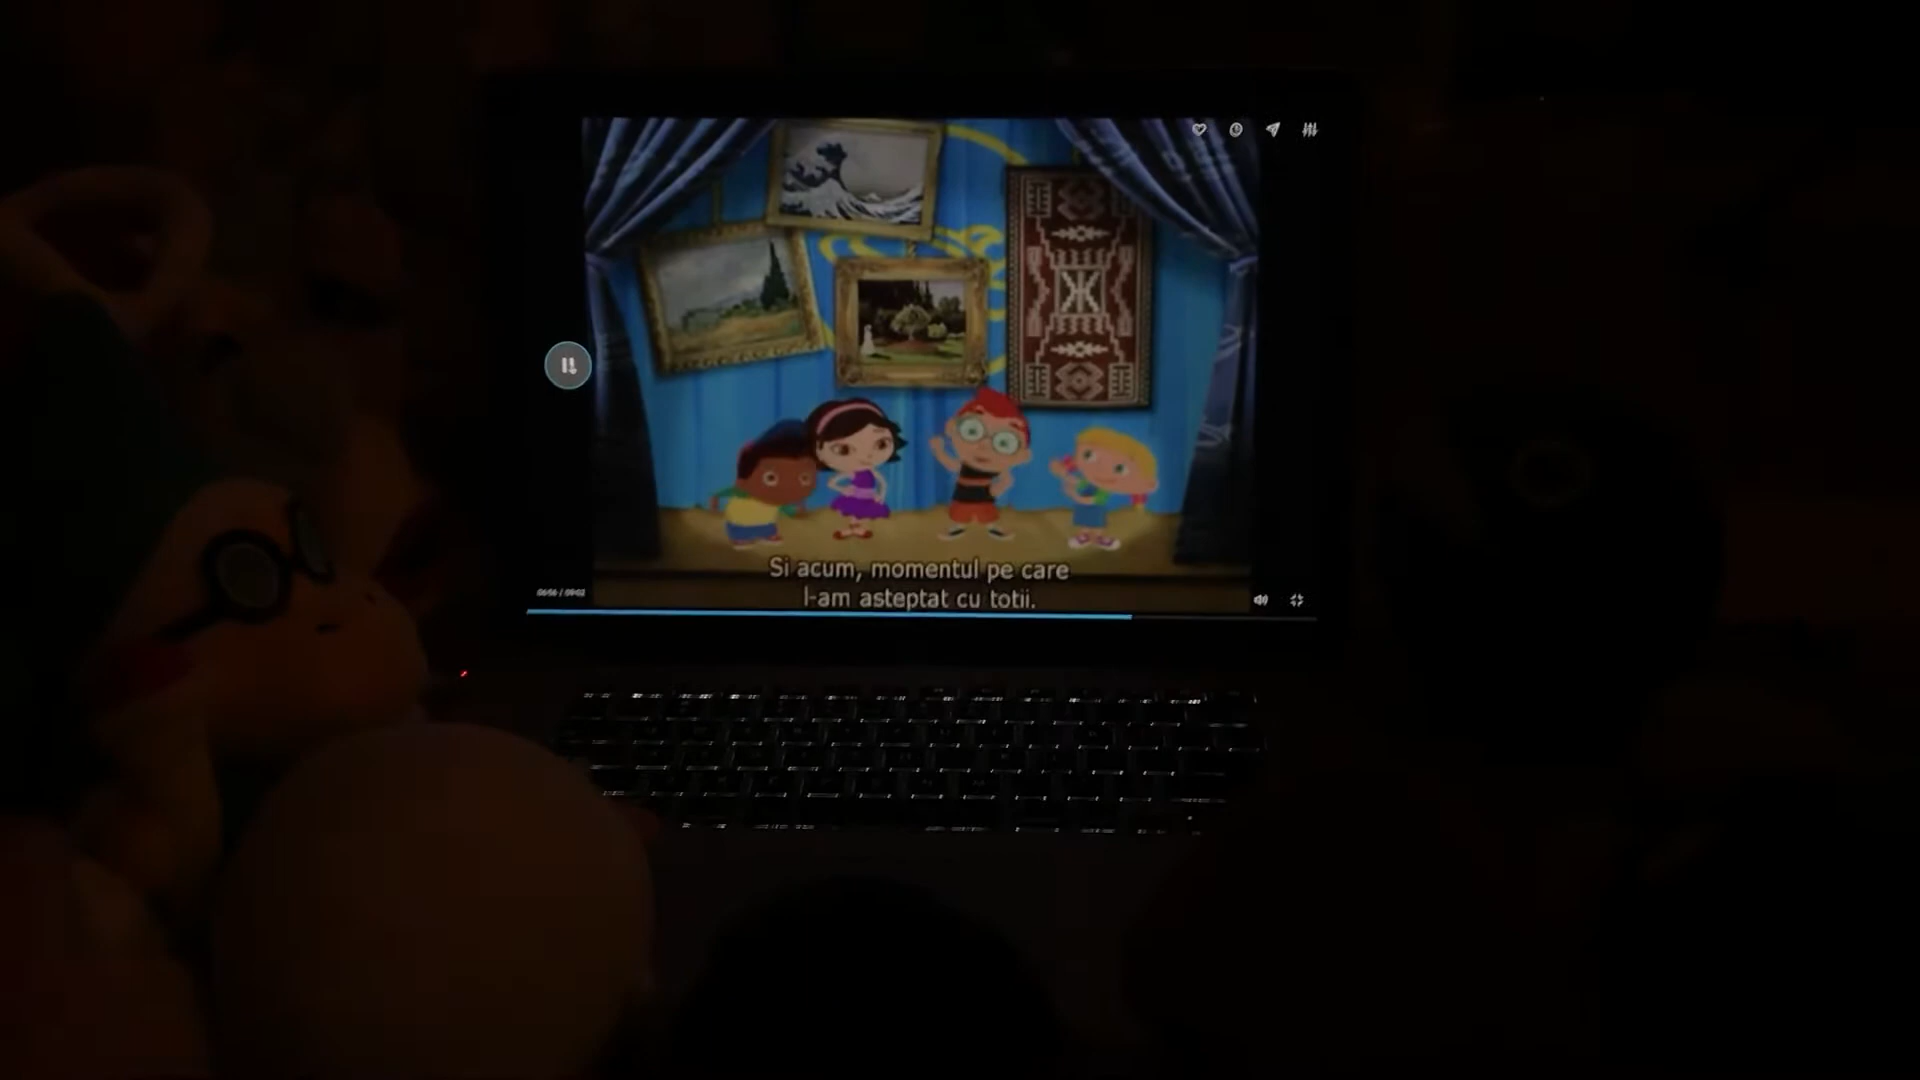 Si acum, momentul pe care
l-am asteptat cu totii.